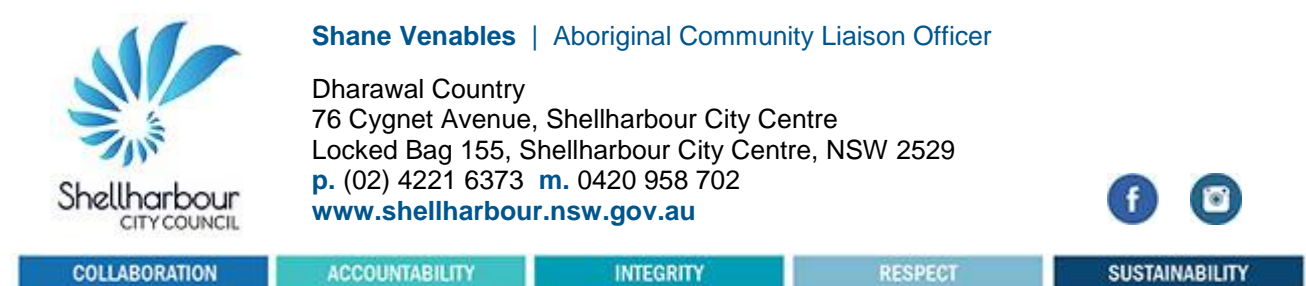 Shane Venables | Aboriginal Community Liaison Officer
Dharawal Country
76 Cygnet Avenue, Shellharbour City Centre
Locked Bag 155, Shellharbour City Centre, NSW 2529
p. (02) 4221 6373 m. 0420 958 702
www.shellharbour.nsw.gov.au
Shellharbour
CITY COUNCIL
f
COLLABORATION ACCOUNTABILITY INTEGRITY RESPECT SUSTAINABILITY